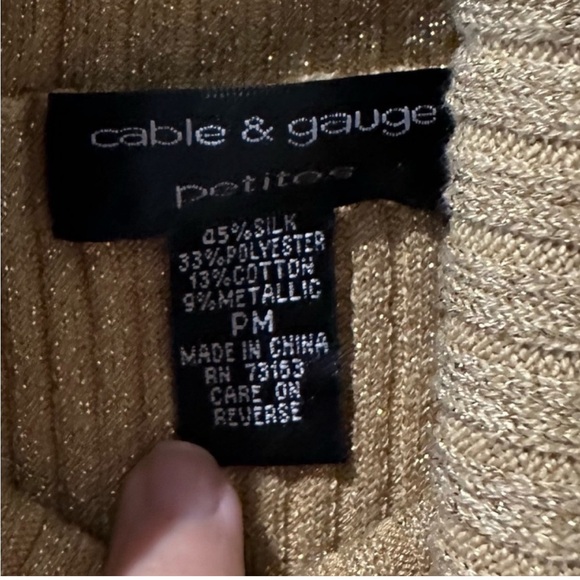 cable & gauge
petites
45%SILK
33%POLYESTER
13%COTTON
9%METALLIC
PM
MADE IN CHINA
RN 73163
CARE ON
REVERSE